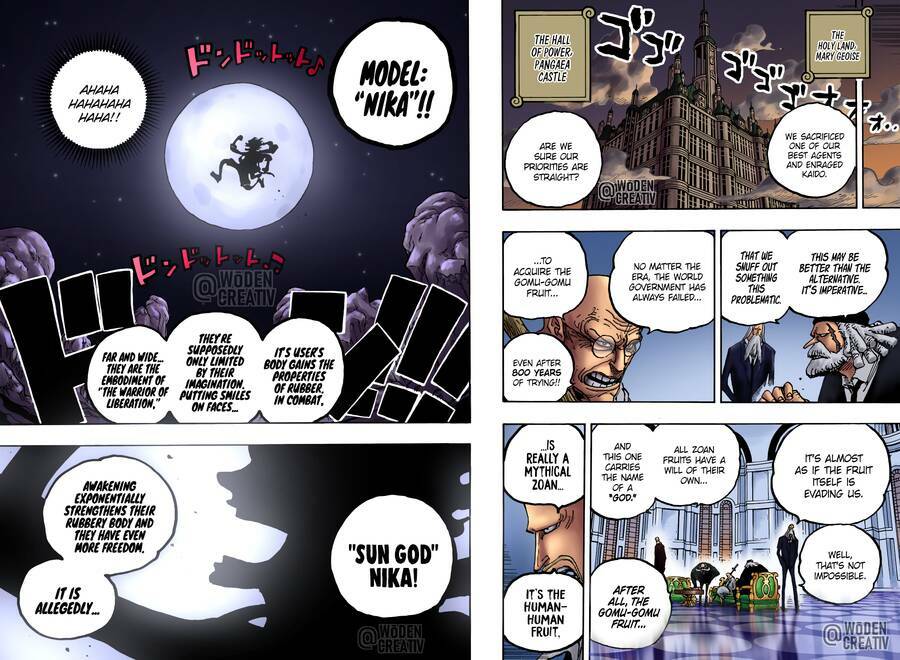 THE
HOLY LAND,
MARY GEOISE
THE HALL
OF POWER,
PANGAEA
CASTLE
ゴゴゴ
WE SACRIFICED
ONE OF OUR
BEST AGENTS
AND ENRAGED
KAIDO.
ARE WE
SURE OUR
PRIORITIES
ARE STRAIGHT?
@WODEN
CREATIV
THIS MAY BE
BETTER THAN THE
ALTERNATIVE.
IT'S IMPERATIVE..
THAT WE
SNUFF OUT
SOMETHING
THIS
PROBLEMATIC.
NO MATTER THE
ERA, THE WORLD
GOVERNMENT HAS
ALWAYS FAILED...
...TO
ACQUIRE THE
GOMU-GOMU
FRUIT...
EVEN AFTER
800 YEARS
OF TRYING!!
IT'S ALMOST
AS IF THE FRUIT
ITSELF IS
EVADING US.
WELL,
THAT'S NOT
IMPOSSIBLE.
ALL ZOAN
FRUITS HAVE A
WILL OF THEIR
OWN...
AND
THIS ONE
CARRIES
THE NAME
OF A
"GOD."
AFTER
ALL, THE
GOMU-GOMU
FRUIT...
...IS
REALLY A
MYTHICAL
ZOAN...
IT'S THE
HUMAN-
HUMAN
FRUIT.
@WODEN
CREATIV
MODEL:
"NIKA"!!
ドンドットット♪
AHAHA
HAHAHAHA
HAHA!!
ドンドットット♪
@WÖDEN
CREATIV
IT'S USER'S
BODY GAINS THE
PROPERTIES
OF RUBBER.
IN COMBAT,
THEY'RE
SUPPOSEDLY
ONLY LIMITED
BY THEIR
IMAGINATION.
PUTTING SMILES
ON FACES...
FAR AND WIDE...
THEY ARE THE
EMBODIMENT OF
"THE WARRIOR OF
LIBERATION,"
"SUN GOD"
NIKA!
AWAKENING
EXPONENTIALLY
STRENGTHENS THEIR
RUBBERY BODY AND
THEY HAVE EVEN
MORE FREEDOM.
IT IS
ALLEGEDLY...
@WÖDEN
CREATIV